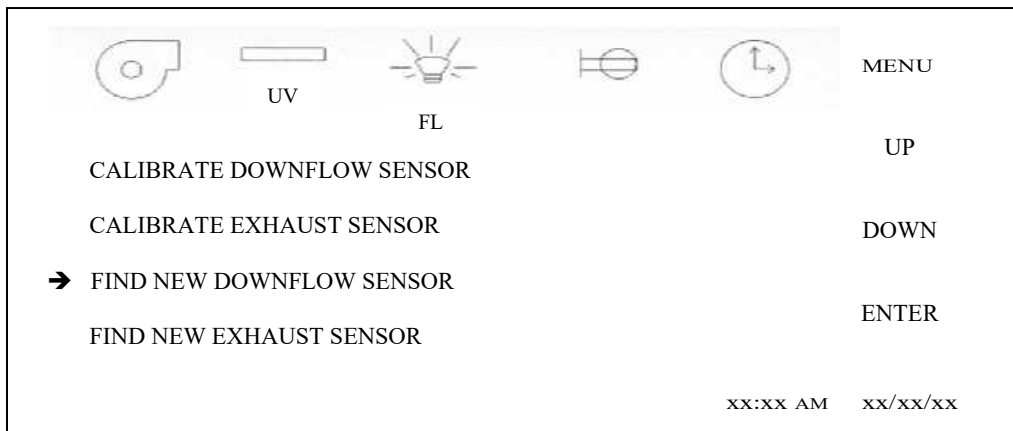 MENU
UV
FL
UP
CALIBRATE DOWNFLOW SENSOR
CALIBRATE EXHAUST SENSOR
DOWN
➔ FIND NEW DOWNFLOW SENSOR
ENTER
FIND NEW EXHAUST SENSOR
xx:xx AM xx/xx/xx